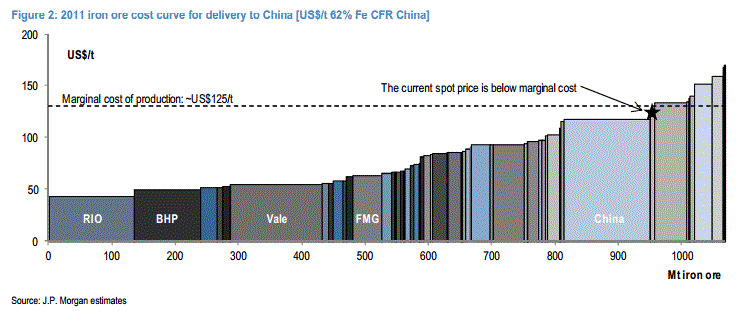 Figure 2: 2011 iron ore cost curve for delivery to China [US$/t 62% Fe CFR China]
200
US$/t
150
The current spot price is below marginal cost
Marginal cost of production: ~US$125/t
100
50
RIO BHP Vale FMG China
0
0 100 200 300 400 500 600 700 800 900 1000
Mt iron ore
Source: J.P. Morgan estimates